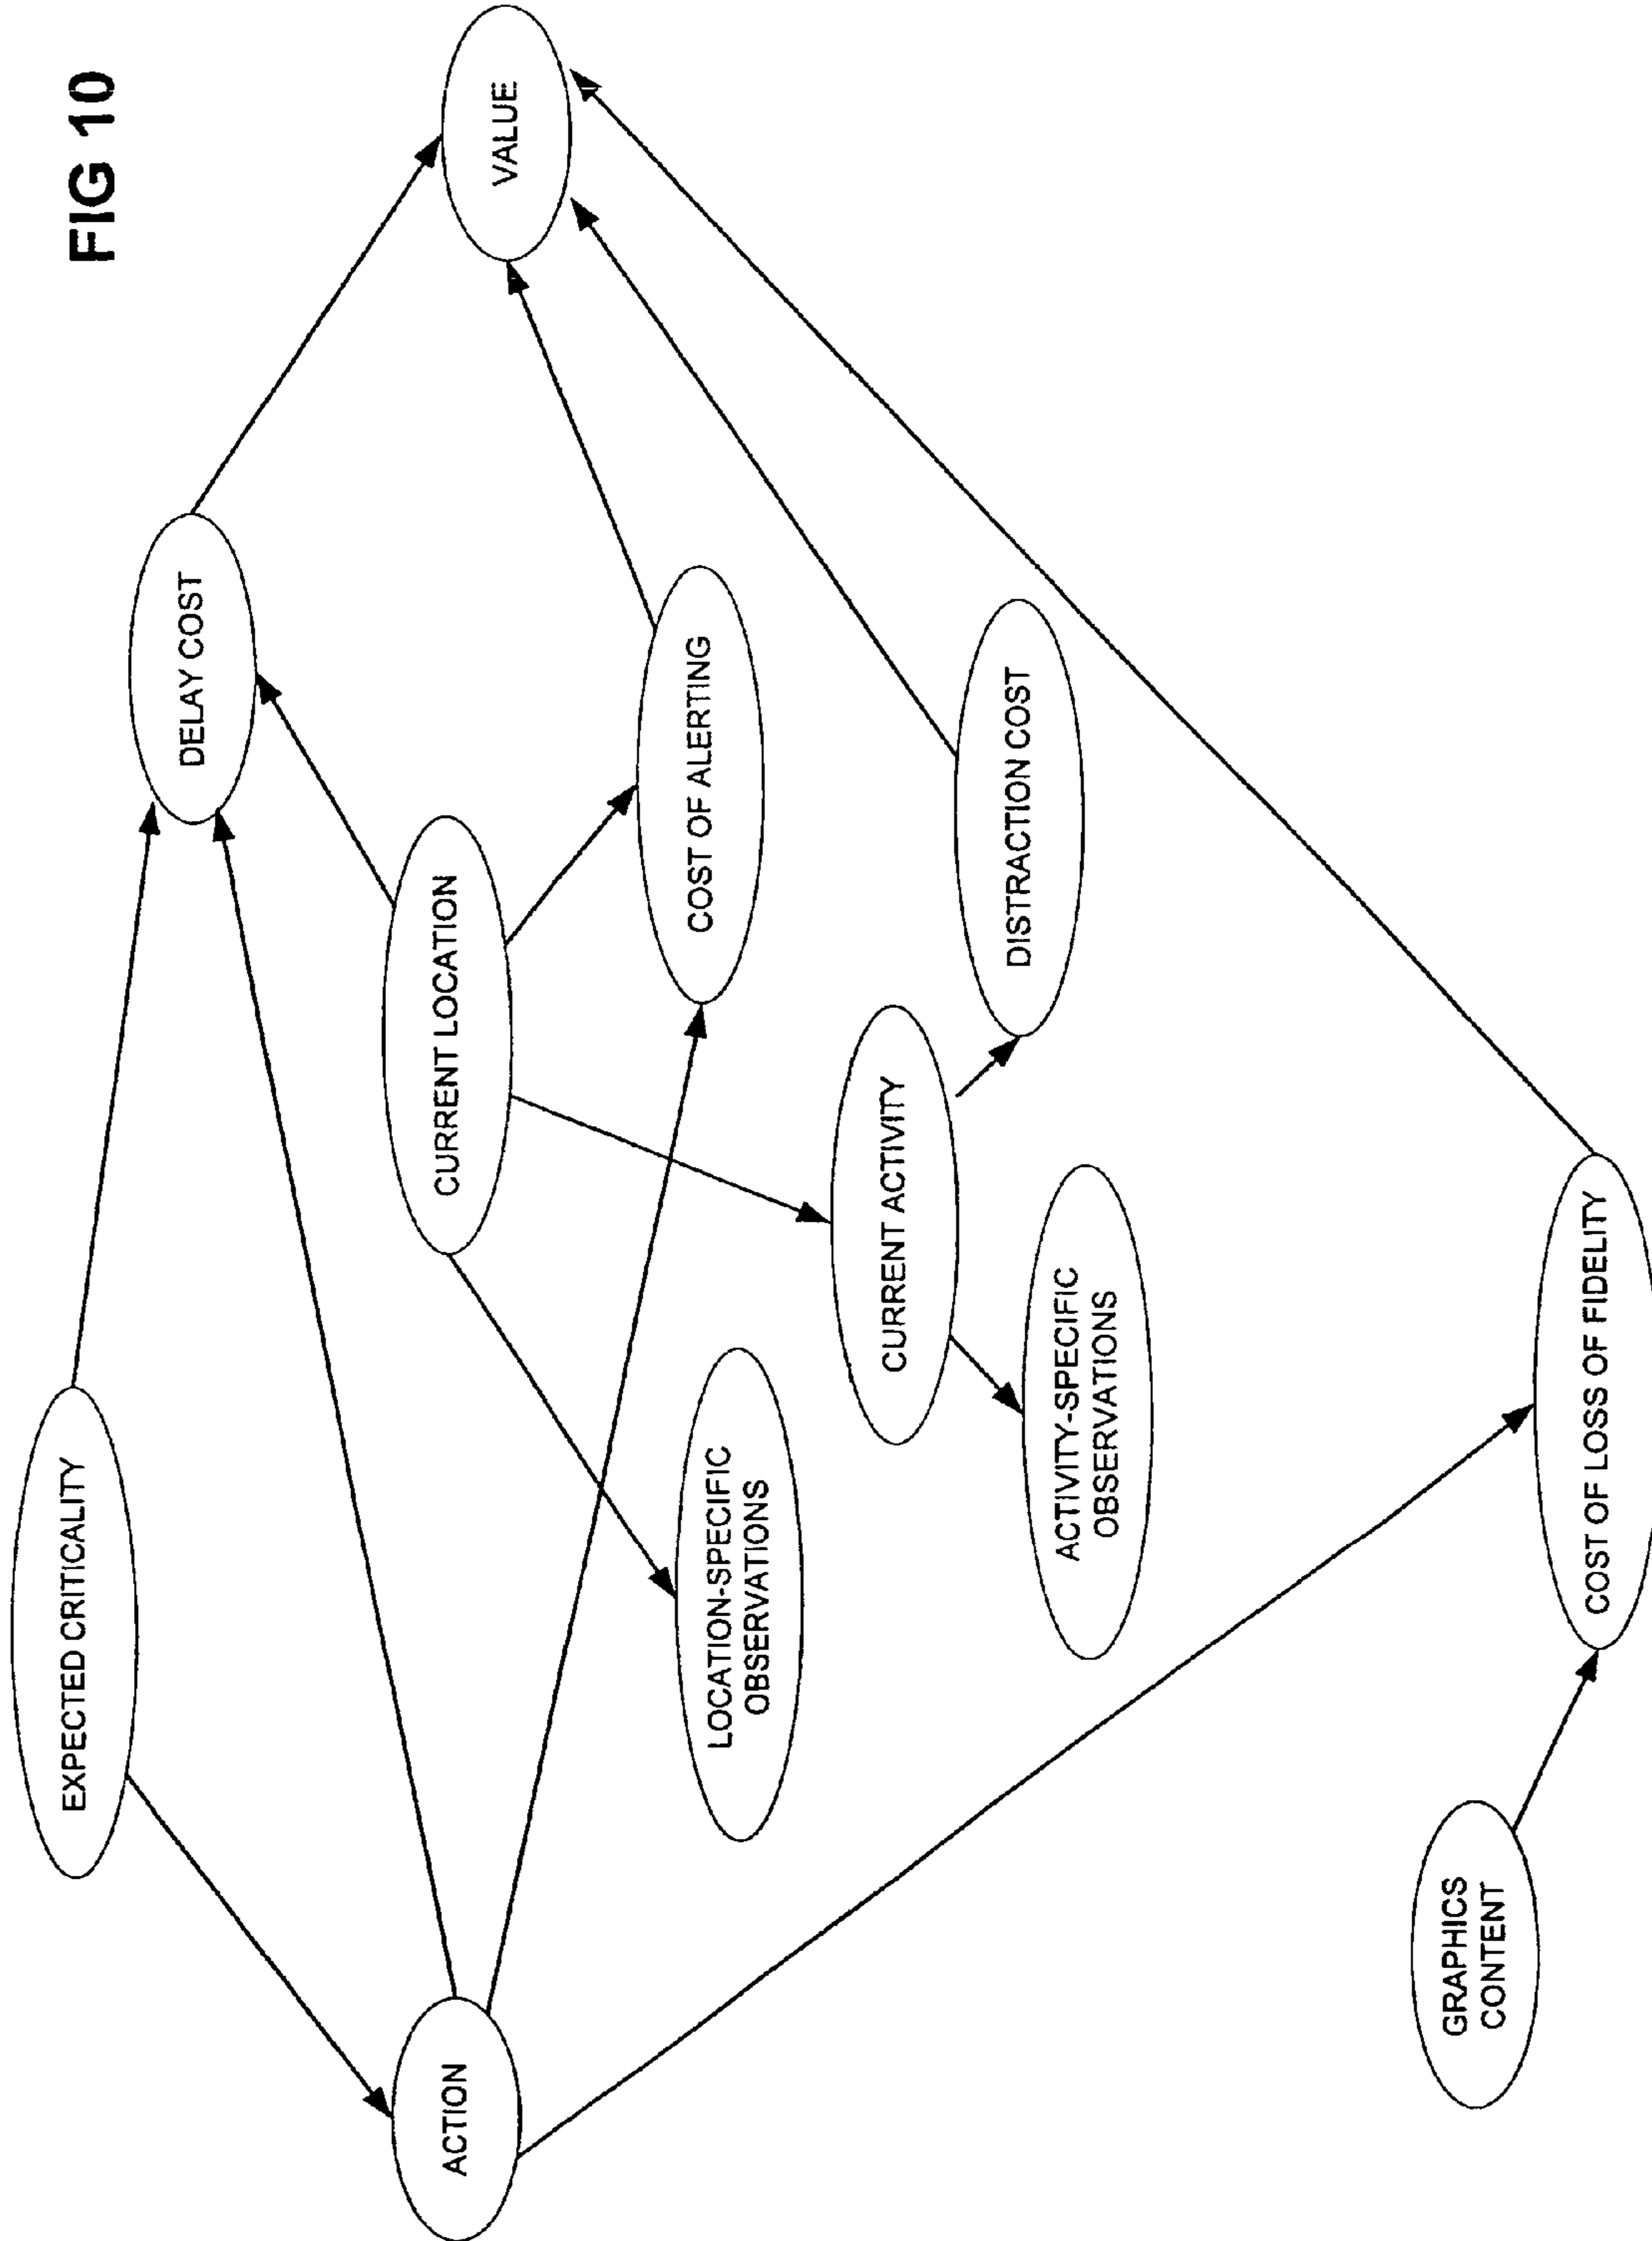 FIG 10
EXPECTED CRITICALITY
DELAY COST
ACTION
CURRENT LOCATION
VALUE
LOCATION-SPECIFIC
OBSERVATIONS
COST OF ALERTING
CURRENT ACTIVITY
ACTIVITY-SPECIFIC
OBSERVATIONS
DISTRACTION COST
GRAPHICS
CONTENT
COST OF LOSS OF FIDELITY